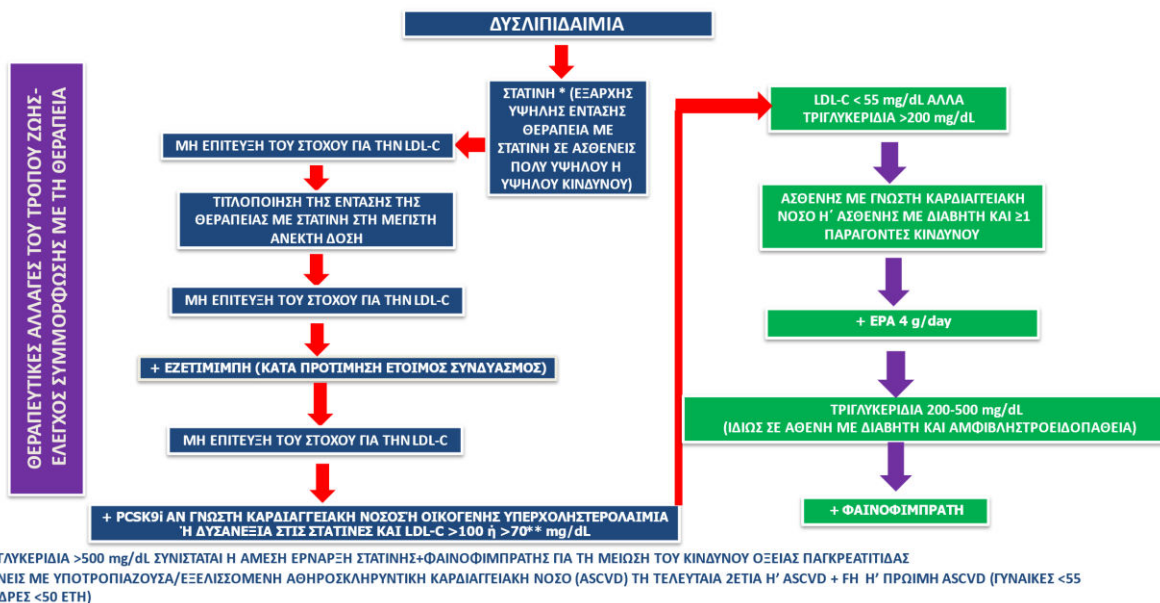 ΔΥΣΛΙΠΙΔΑΙΜΙΑ
ΘΕΡΑΠΕΥΤΙΚΕΣ ΑΛΛΑΓΕΣ ΤΟΥ ΤΡΟΠΟΥ ΖΩΗΣ-
ΕΛΕΓΧΟΣ ΣΥΜΜΟΡΦΩΣΗΣ ΜΕ ΤΗ ΘΕΡΑΠΕΙΑ
ΣΤΑΤΙΝΗ * (ΕΞΑΡΧΗΣ
ΥΨΗΛΗΣ ΕΝΤΑΣΗΣ
ΘΕΡΑΠΕΙΑ ΜΕ
ΣΤΑΤΙΝΗ ΣΕ ΑΣΘΕΝΕΙΣ
ΠΟΛΥ ΥΨΗΛΟΥ Η
ΥΨΗΛΟΥ ΚΙΝΔΥΝΟΥ)
ΜΗ ΕΠΙΤΕΥΞΗ ΤΟΥ ΣΤΟΧΟΥ ΓΙΑ ΤΗΝ LDL-C
ΤΙΤΛΟΠΟΙΗΣΗ ΤΗΣ ΕΝΤΑΣΗΣ ΤΗΣ
ΘΕΡΑΠΕΙΑΣ ΜΕ ΣΤΑΤΙΝΗ ΣΤΗ ΜΕΓΙΣΤΗ
ΑΝΕΚΤΗ ΔΟΣΗ
ΜΗ ΕΠΙΤΕΥΞΗ ΤΟΥ ΣΤΟΧΟΥ ΓΙΑ ΤΗΝ LDL-C
+ ΕΖΕΤΙΜΙΜΠΗ (ΚΑΤΑ ΠΡΟΤΙΜΗΣΗ ΕΤΟΙΜΟΣ ΣΥΝΔΥΑΣΜΟΣ)
ΜΗ ΕΠΙΤΕΥΞΗ ΤΟΥ ΣΤΟΧΟΥ ΓΙΑ ΤΗΝ LDL-C
+ PCSK9i ΑΝ ΓΝΩΣΤΗ ΚΑΡΔΙΑΓΓΕΙΑΚΗ ΝΟΣΟΣ Ή ΟΙΚΟΓΕΝΗΣ ΥΠΕΡΧΟΛΗΣΤΕΡΟΛΑΙΜΙΑ
Ή ΔΥΣΑΝΕΞΙΑ ΣΤΙΣ ΣΤΑΤΙΝΕΣ ΚΑΙ LDL-C >100 ή >70** mg/dL
LDL-C < 55 mg/dL ΑΛΛΑ
ΤΡΙΓΛΥΚΕΡΙΔΙΑ >200 mg/dL
ΑΣΘΕΝΗΣ ΜΕ ΓΝΩΣΤΗ ΚΑΡΔΙΑΓΓΕΙΑΚΗ
ΝΟΣΟ Η΄ ΑΣΘΕΝΗΣ ΜΕ ΔΙΑΒΗΤΗ ΚΑΙ ≥1
ΠΑΡΑΓΟΝΤΕΣ ΚΙΝΔΥΝΟΥ
+ EPA 4 g/day
ΤΡΙΓΛΥΚΕΡΙΔΙΑ 200-500 mg/dL
(ΙΔΙΩΣ ΣΕ ΑΘΕΝΗ ΜΕ ΔΙΑΒΗΤΗ ΚΑΙ ΑΜΦΙΒΛΗΣΤΡΟΕΙΔΟΠΑΘΕΙΑ)
+ ΦΑΙΝΟΦΙΜΠΡΑΤΗ
ΓΛΥΚΕΡΙΔΙΑ >500 mg/dL ΣΥΝΙΣΤΑΤΑΙ Η ΑΜΕΣΗ ΕΡΝΑΡΞΗ ΣΤΑΤΙΝΗΣ+ΦΑΙΝΟΦΙΜΠΡΑΤΗΣ ΓΙΑ ΤΗ ΜΕΙΩΣΗ ΤΟΥ ΚΙΝΔΥΝΟΥ ΟΞΕΙΑΣ ΠΑΓΚΡΕΑΤΙΤΙΔΑΣ
ΝΕΙΣ ΜΕ ΥΠΟΤΡΟΠΙΑΖΟΥΣΑ/ΕΞΕΛΙΣΣΟΜΕΝΗ ΑΘΗΡΟΣΚΛΗΡΥΝΤΙΚΗ ΚΑΡΔΙΑΓΓΕΙΑΚΗ ΝΟΣΟ (ASCVD) ΤΗ ΤΕΛΕΥΤΑΙΑ 2ΕΤΙΑ Η’ ASCVD + FH Η’ ΠΡΩΙΜΗ ASCVD (ΓΥΝΑΙΚΕΣ <55
ΔΡΕΣ <50 ΕΤΗ)